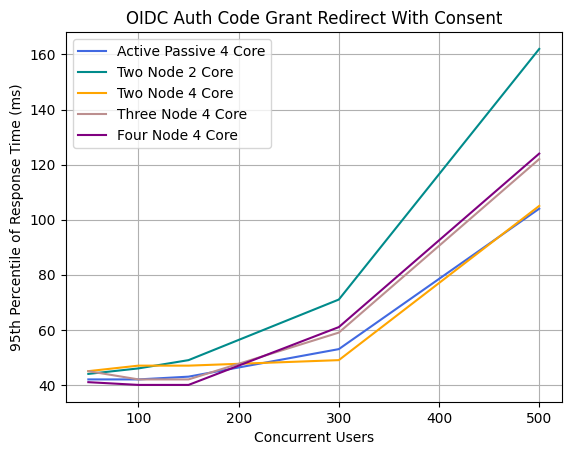 OIDC Auth Code Grant Redirect With Consent
Active Passive 4 Core
Two Node 2 Core
Two Node 4 Core
Three Node 4 Core
Four Node 4 Core
95th Percentile of Response Time (ms)
160
140
120
100
80
60
40
100
200
300
400
500
Concurrent Users